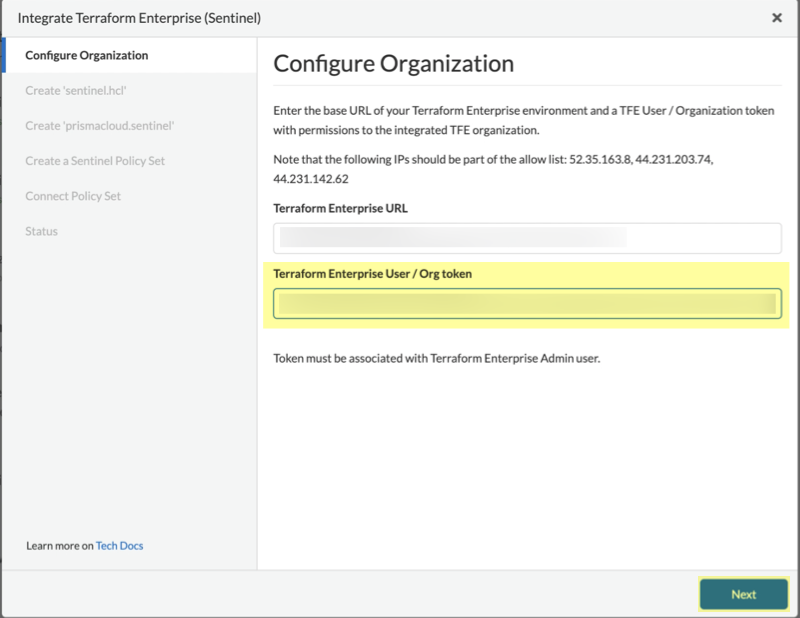 Integrate Terraform Enterprise (Sentinel)
Configure Organization
Create 'sentinel.hcl'
Create 'prismacloud.sentinel'
Create a Sentinel Policy Set
Connect Policy Set
Status
Learn more on Tech Docs
Configure Organization
Enter the base URL of your Terraform Enterprise environment and a TFE User / Organization token
with permissions to the integrated TFE organization.
Note that the following IPs should be part of the allow list: 52.35.163.8, 44.231.203.74,
44.231.142.62
Terraform Enterprise URL
Terraform Enterprise User / Org token
Token must be associated with Terraform Enterprise Admin user.
Next